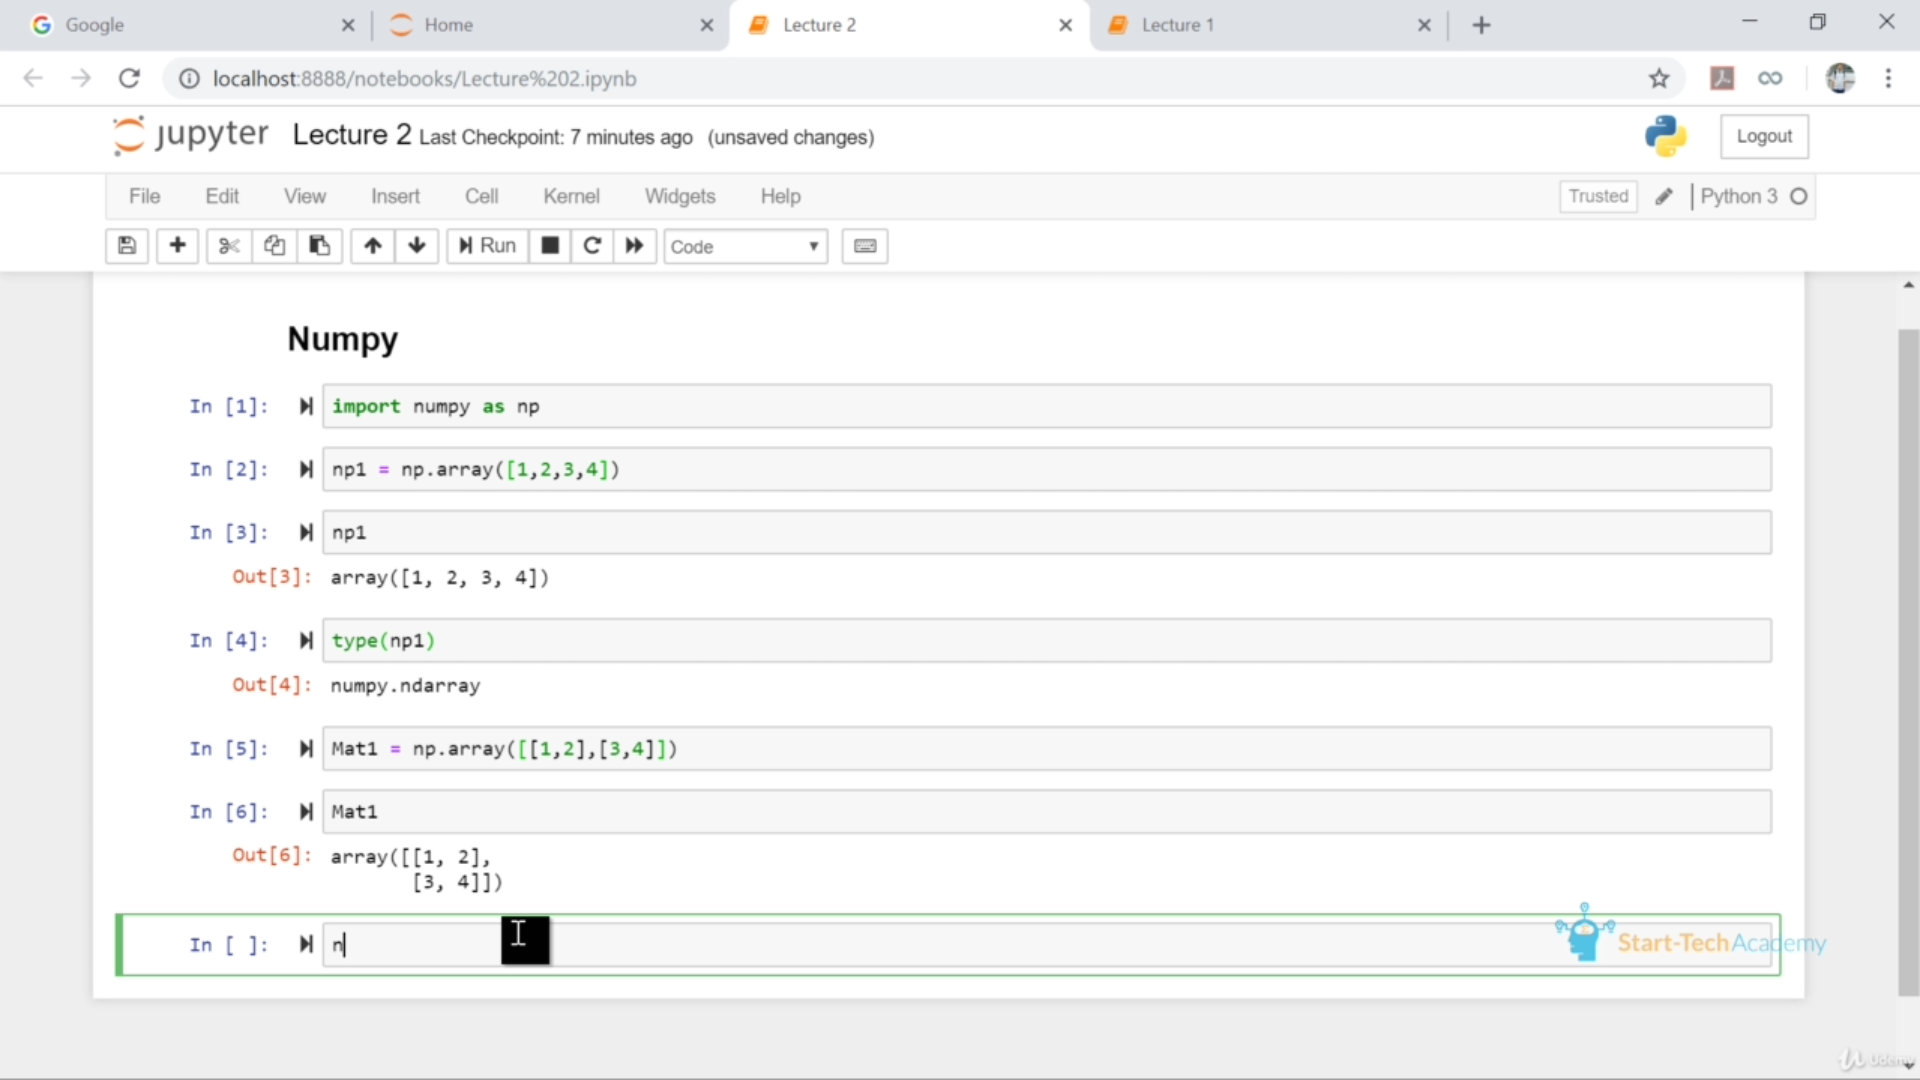 Google
Home
Lecture 2
Lecture 1
localhost:8888/notebooks/Lecture%202.ipynb
jupyter Lecture 2 Last Checkpoint: 7 minutes ago (unsaved changes)
Logout
File Edit View Insert Cell Kernel Widgets Help
Trusted
Python 3
Run
Code
Numpy
In [1]: import numpy as np
In [2]: np1 = np.array([1,2,3,4])
In [3]: np1
Out[3]: array([1, 2, 3, 4])
In [4]: type(np1)
Out[4]: numpy.ndarray
In [5]: Mat1 = np.array([[1,2],[3,4]])
In [6]: Mat1
Out[6]: array([[1, 2],
[3, 4]])
In [ ]: n
Start-TechAcademy
Udemy